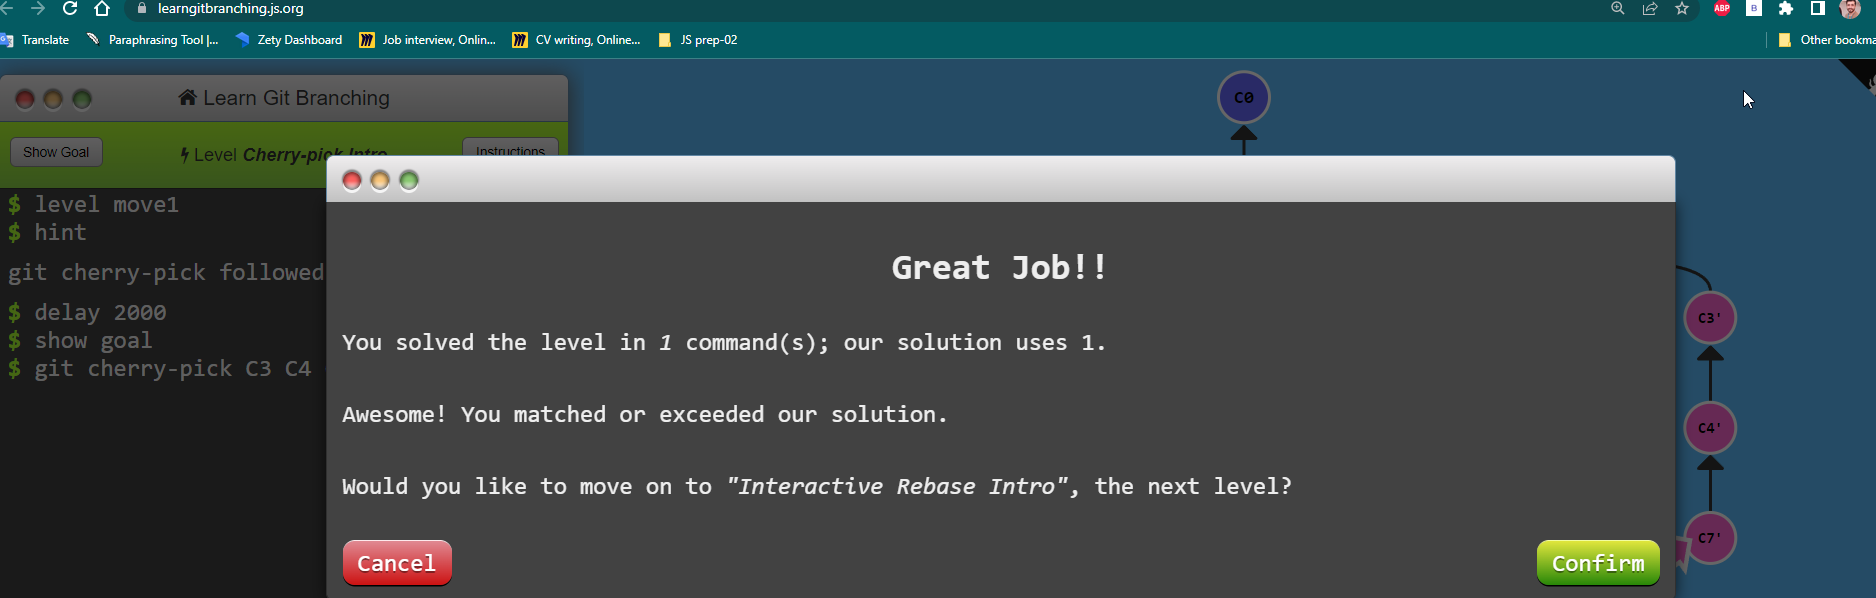 learngitbranching.js.org
ABP
B
Translate
Paraphrasing Tool |...
Zety Dashboard
Job interview, Onlin...
CV writing, Online...
JS prep-02
Other bookma
Learn Git Branching
Show Goal
Level Cherry-pick Intro
Instructions
$ level move1
$ hint
git cherry-pick followed
$ delay 2000
$ show goal
$ git cherry-pick C3 C4
C0
Great Job!!
You solved the level in 1 command(s); our solution uses 1.
Awesome! You matched or exceeded our solution.
Would you like to move on to "Interactive Rebase Intro", the next level?
Cancel
Confirm
C3'
C4'
C7'